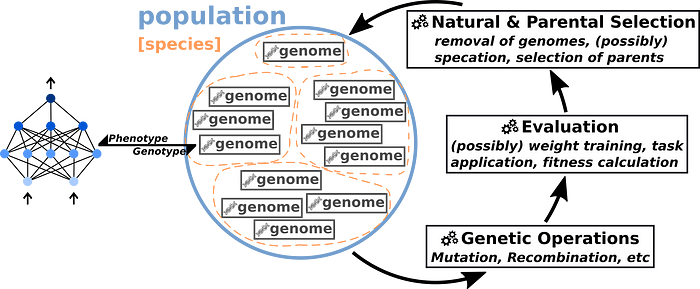 population
[species]
genome
genome
genome
genome
genome
genome
genome
genome
genome
genome
genome
genome
Phenotype
Genotype
Natural & Parental Selection
removal of genomes, (possibly)
specation, selection of parents
Evaluation
(possibly) weight training, task
application, fitness calculation
Genetic Operations
Mutation, Recombination, etc